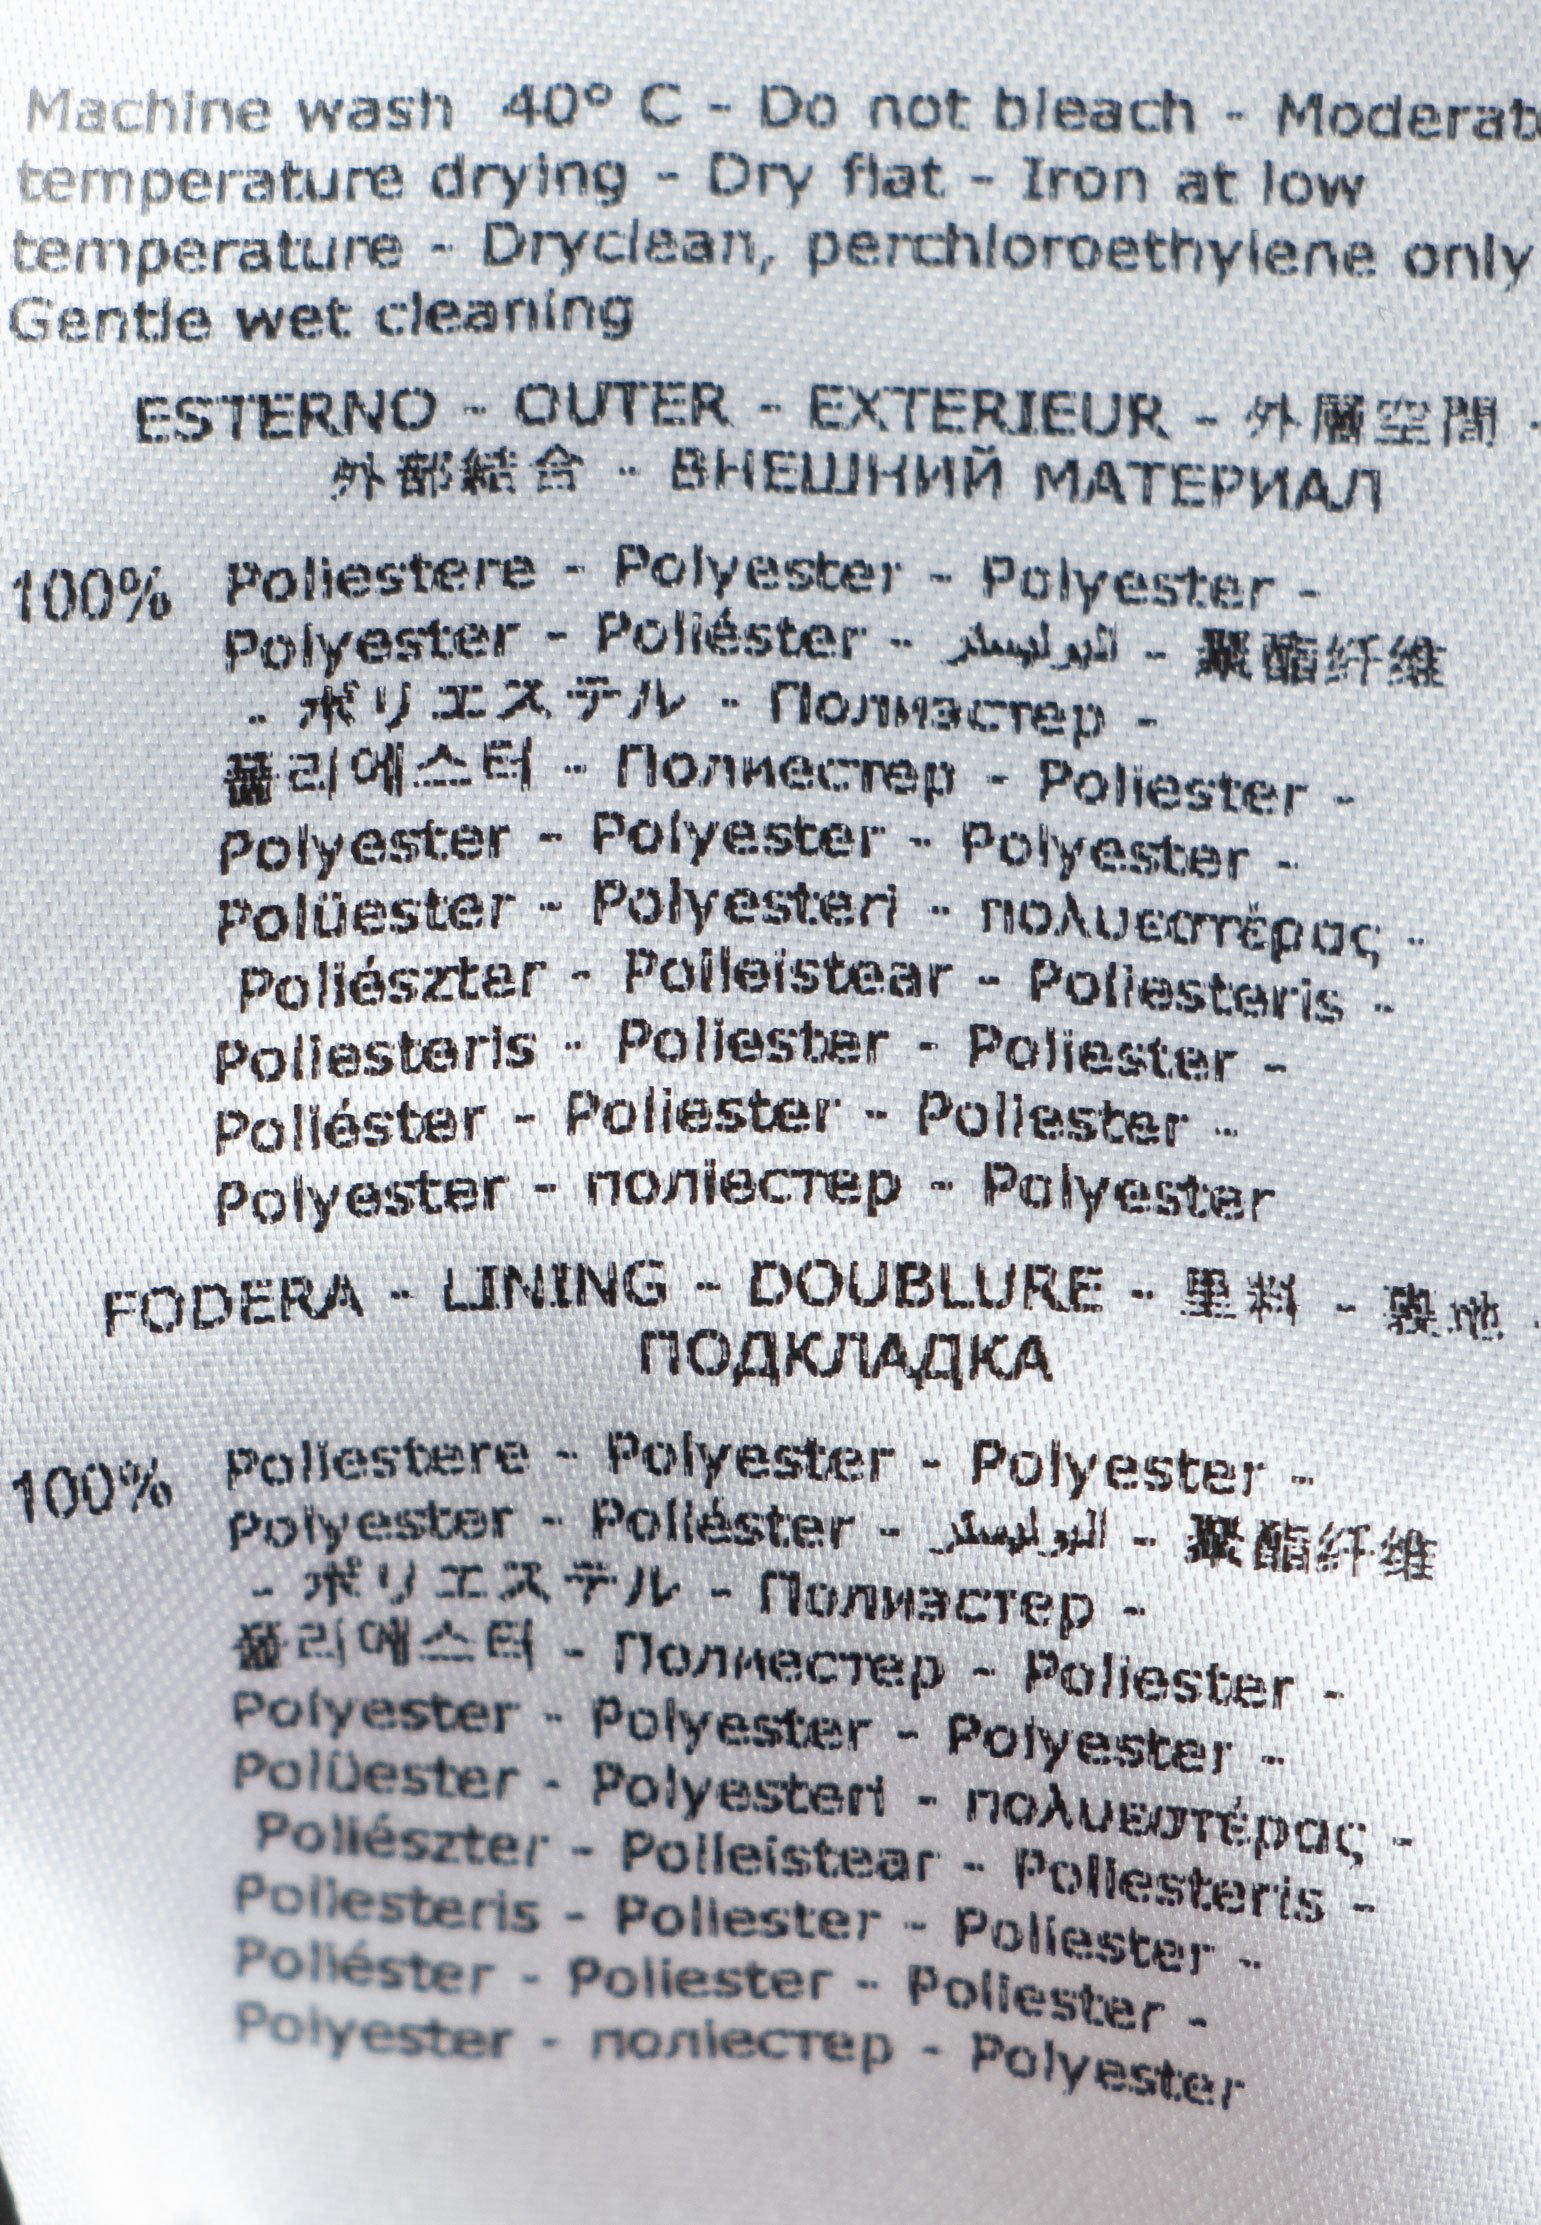 Machine wash 40° C - Do not bleach - Moderate
temperature drying - Dry flat - Iron at low
temperature - Dryclean, perchloroethylene only
Gentle wet cleaning
ESTERNO - OUTER - EXTERIEUR - 外層空間 -
外部結合 - ВНЕШНИЙ МАТЕРИАЛ
100% Poliestere - Polyester - Polyester -
Polyester - Poliéster - البوليستر - 聚酯纤维
- ポリエステル - Полиэстер -
폴리에스터 - Полиестер - Poliester -
Polyester - Polyester - Polyester -
Polüester - Polyesteri - πολυεστέρας -
Poliészter - Poileistear - Poliesteris -
Poliesteris - Poliester - Poliester -
Poliéster - Poliester - Poliester -
Polyester - поліестер - Polyester
FODERA - LINING - DOUBLURE - 里料 - 裏地 -
ПОДКЛАДКА
100% Poliestere - Polyester - Polyester -
Polyester - Poliéster - البوليستر - 聚酯纤维
- ポリエステル - Полиэстер -
폴리에스터 - Полиестер - Poliester -
Polyester - Polyester - Polyester -
Polüester - Polyesteri - πολυεστέρας -
Poliészter - Poileistear - Poliesteris -
Poliesteris - Poliester - Poliester -
Poliéster - Poliester - Poliester -
Polyester - поліестер - Polyester